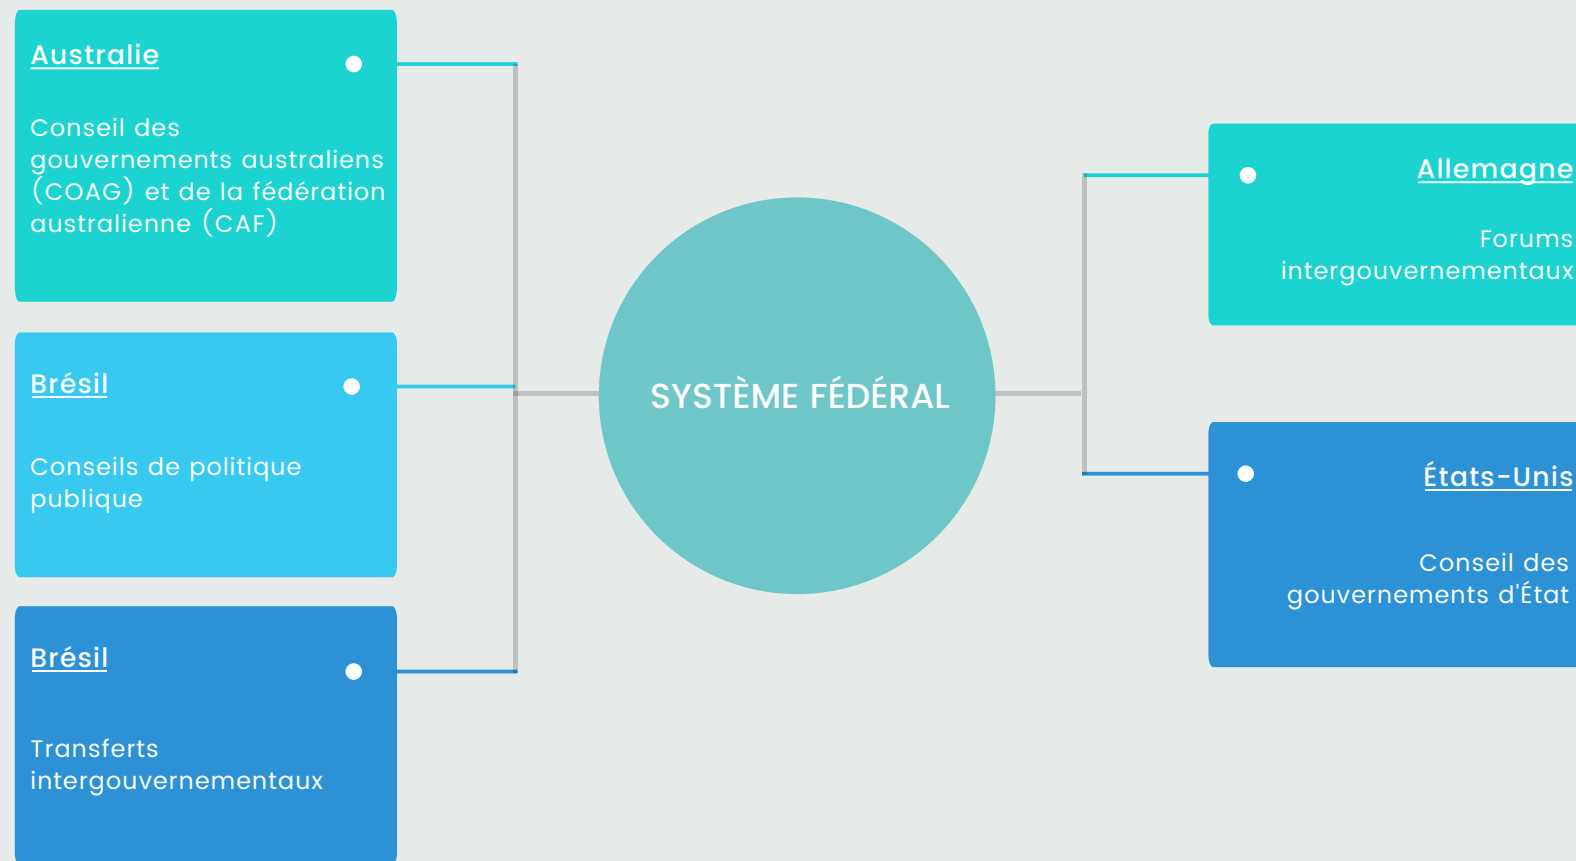 Australie
Conseil des
gouvernements australiens
(COAG) et de la fédération
australienne (CAF)
Brésil
Conseils de politique
publique
Brésil
Transferts
intergouvernementaux
SYSTÈME FÉDÉRAL
Allemagne
Forums
intergouvernementaux
États-Unis
Conseil des
gouvernements d'État